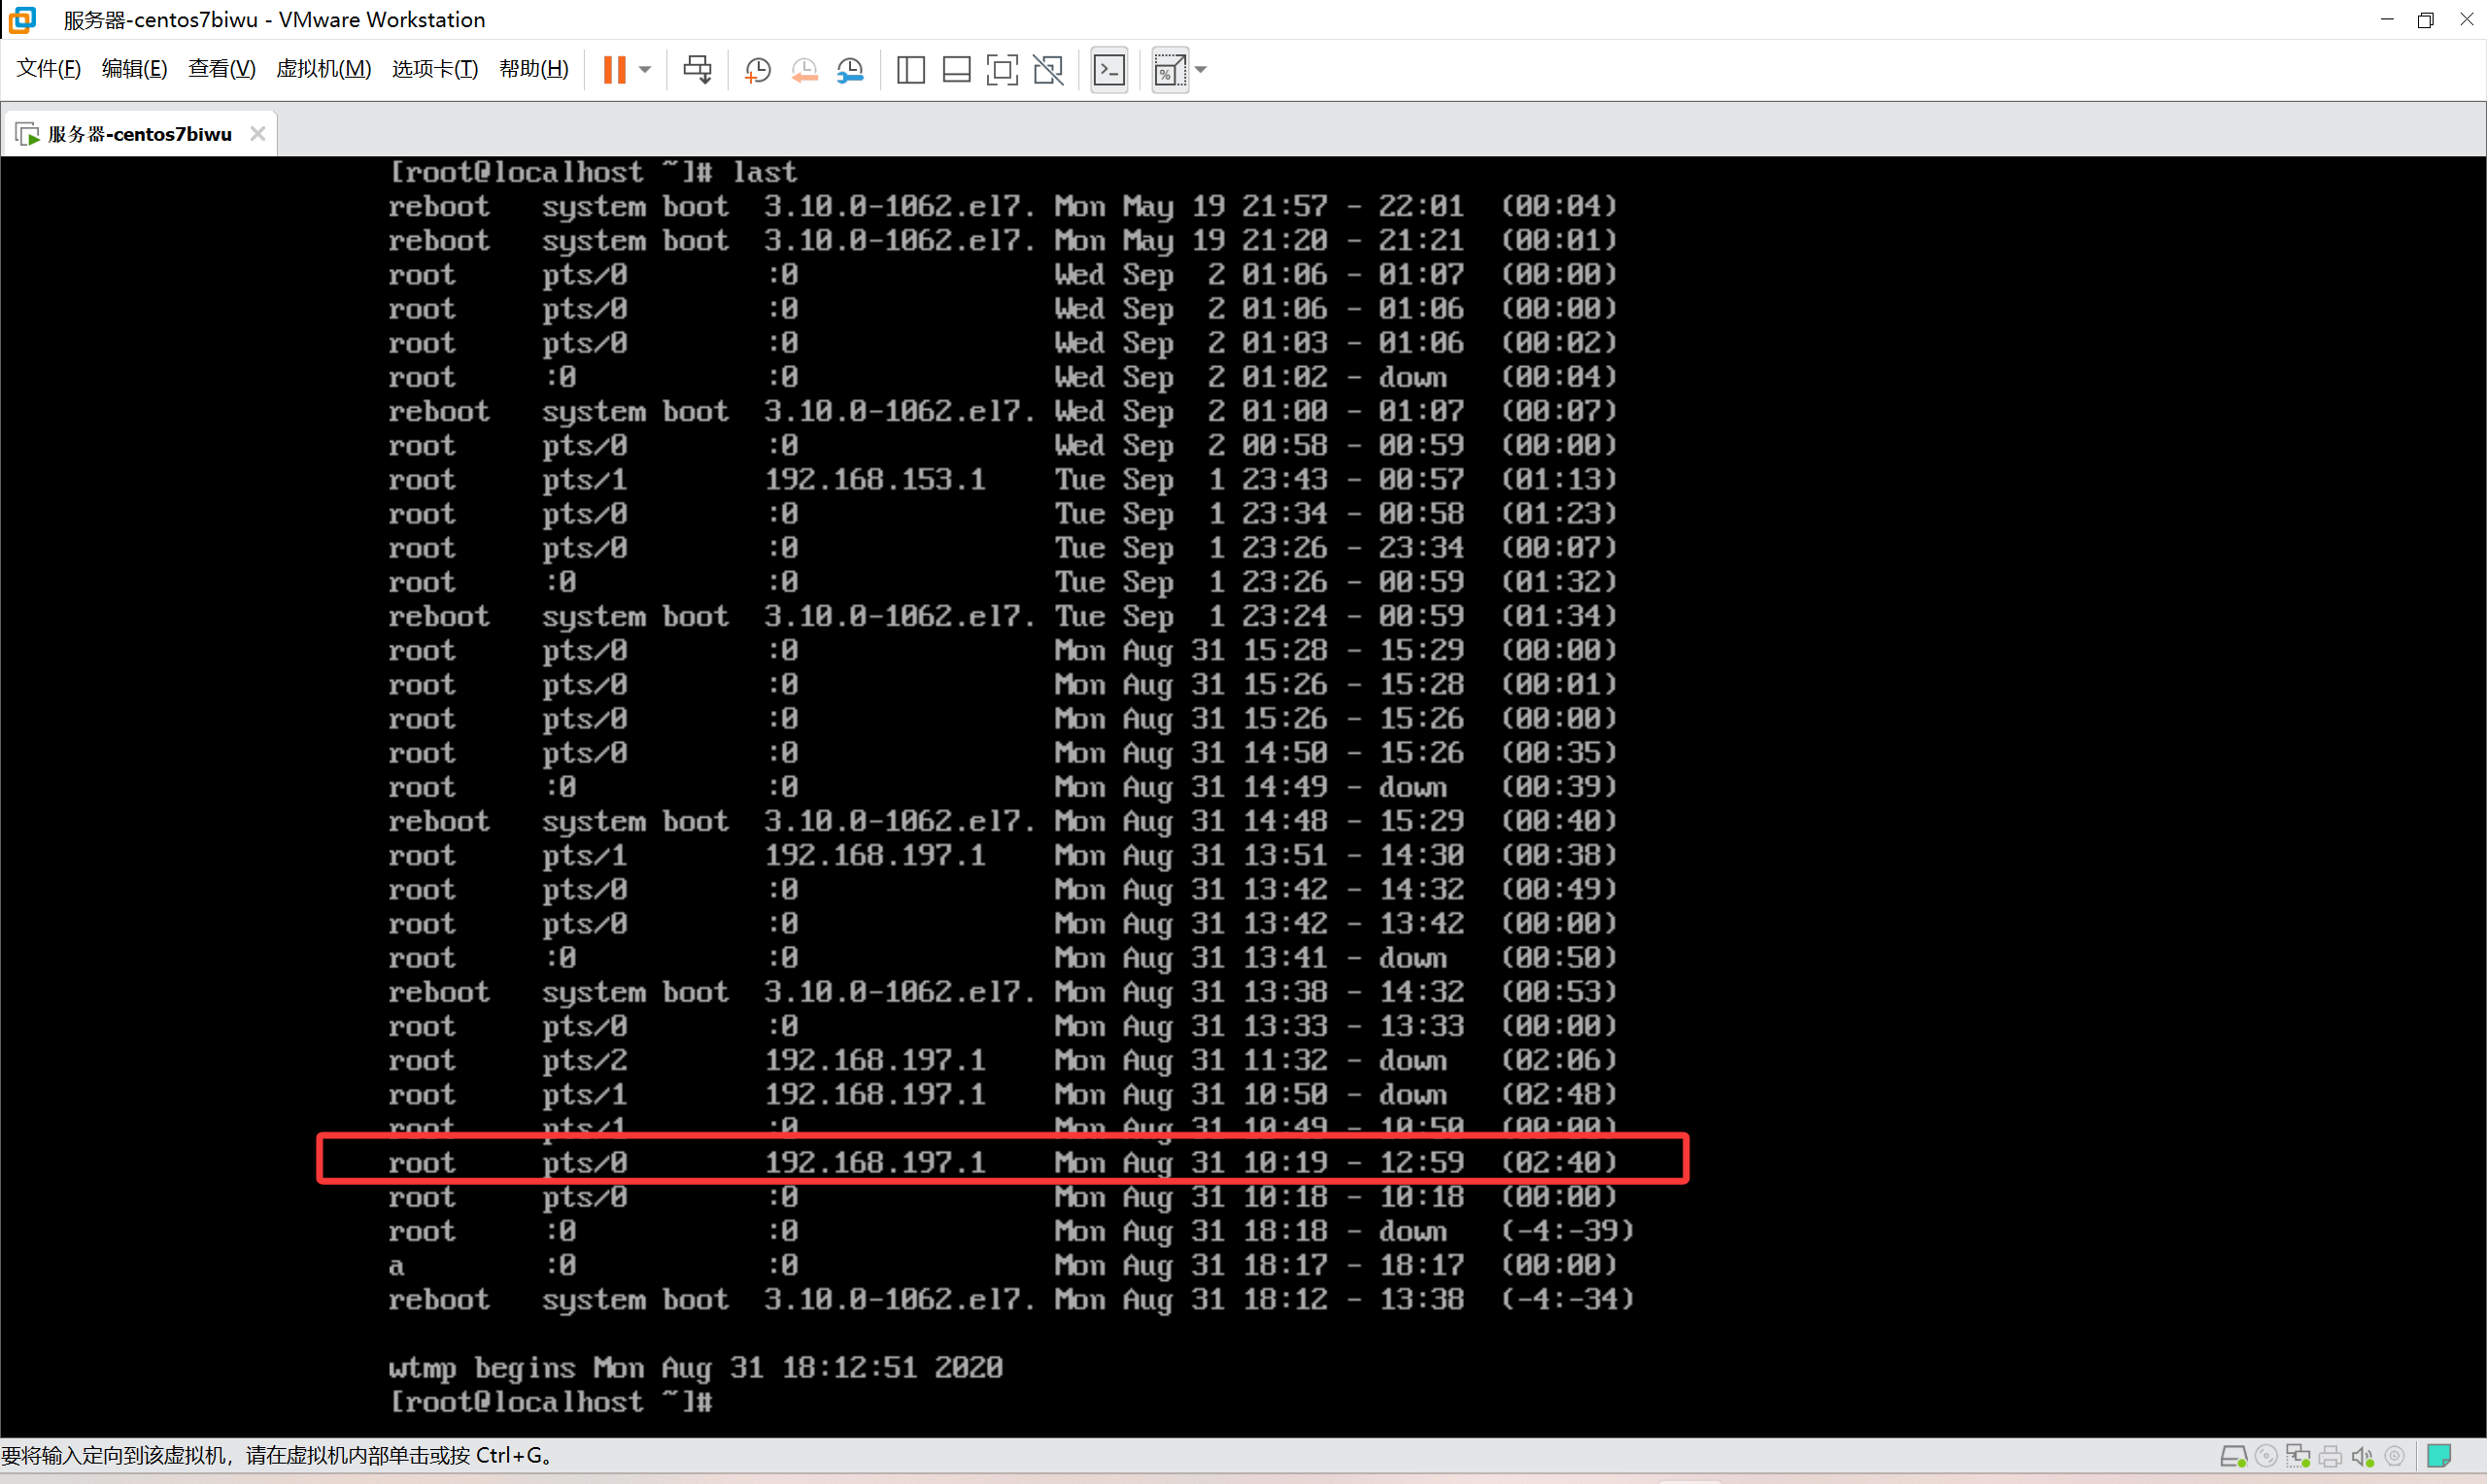 服务器-centos7biwu - VMware Workstation
文件(F) 编辑(E) 查看(V) 虚拟机(M) 选项卡(T) 帮助(H)
服务器-centos7biwu
[root@localhost ~]# last
reboot system boot 3.10.0-1062.el7. Mon May 19 21:57 - 22:01 (00:04)
reboot system boot 3.10.0-1062.el7. Mon May 19 21:20 - 21:21 (00:01)
root pts/0 :0 Wed Sep 2 01:06 - 01:07 (00:00)
root pts/0 :0 Wed Sep 2 01:06 - 01:06 (00:00)
root pts/0 :0 Wed Sep 2 01:03 - 01:06 (00:02)
root :0 :0 Wed Sep 2 01:02 - down (00:04)
reboot system boot 3.10.0-1062.el7. Wed Sep 2 01:00 - 01:07 (00:07)
root pts/0 :0 Wed Sep 2 00:58 - 00:59 (00:00)
root pts/1 192.168.153.1 Tue Sep 1 23:43 - 00:57 (01:13)
root pts/0 :0 Tue Sep 1 23:34 - 00:58 (01:23)
root pts/0 :0 Tue Sep 1 23:26 - 23:34 (00:07)
root :0 :0 Tue Sep 1 23:26 - 00:59 (01:32)
reboot system boot 3.10.0-1062.el7. Tue Sep 1 23:24 - 00:59 (01:34)
root pts/0 :0 Mon Aug 31 15:28 - 15:29 (00:00)
root pts/0 :0 Mon Aug 31 15:26 - 15:28 (00:01)
root pts/0 :0 Mon Aug 31 15:26 - 15:26 (00:00)
root pts/0 :0 Mon Aug 31 14:50 - 15:26 (00:35)
root :0 :0 Mon Aug 31 14:49 - down (00:39)
reboot system boot 3.10.0-1062.el7. Mon Aug 31 14:48 - 15:29 (00:40)
root pts/1 192.168.197.1 Mon Aug 31 13:51 - 14:30 (00:38)
root pts/0 :0 Mon Aug 31 13:42 - 14:32 (00:49)
root pts/0 :0 Mon Aug 31 13:42 - 13:42 (00:00)
root :0 :0 Mon Aug 31 13:41 - down (00:50)
reboot system boot 3.10.0-1062.el7. Mon Aug 31 13:38 - 14:32 (00:53)
root pts/0 :0 Mon Aug 31 13:33 - 13:33 (00:00)
root pts/2 192.168.197.1 Mon Aug 31 11:32 - down (02:06)
root pts/1 192.168.197.1 Mon Aug 31 10:50 - down (02:48)
root pts/1 :0 Mon Aug 31 10:49 - 10:50 (00:00)
root pts/0 192.168.197.1 Mon Aug 31 10:19 - 12:59 (02:40)
root pts/0 :0 Mon Aug 31 10:18 - 10:18 (00:00)
root :0 :0 Mon Aug 31 18:18 - down (-4:-39)
a :0 :0 Mon Aug 31 18:17 - 18:17 (00:00)
reboot system boot 3.10.0-1062.el7. Mon Aug 31 18:12 - 13:38 (-4:-34)
wtmp begins Mon Aug 31 18:12:51 2020
[root@localhost ~]#
要将输入定向到该虚拟机，请在虚拟机内部单击或按 Ctrl+G。